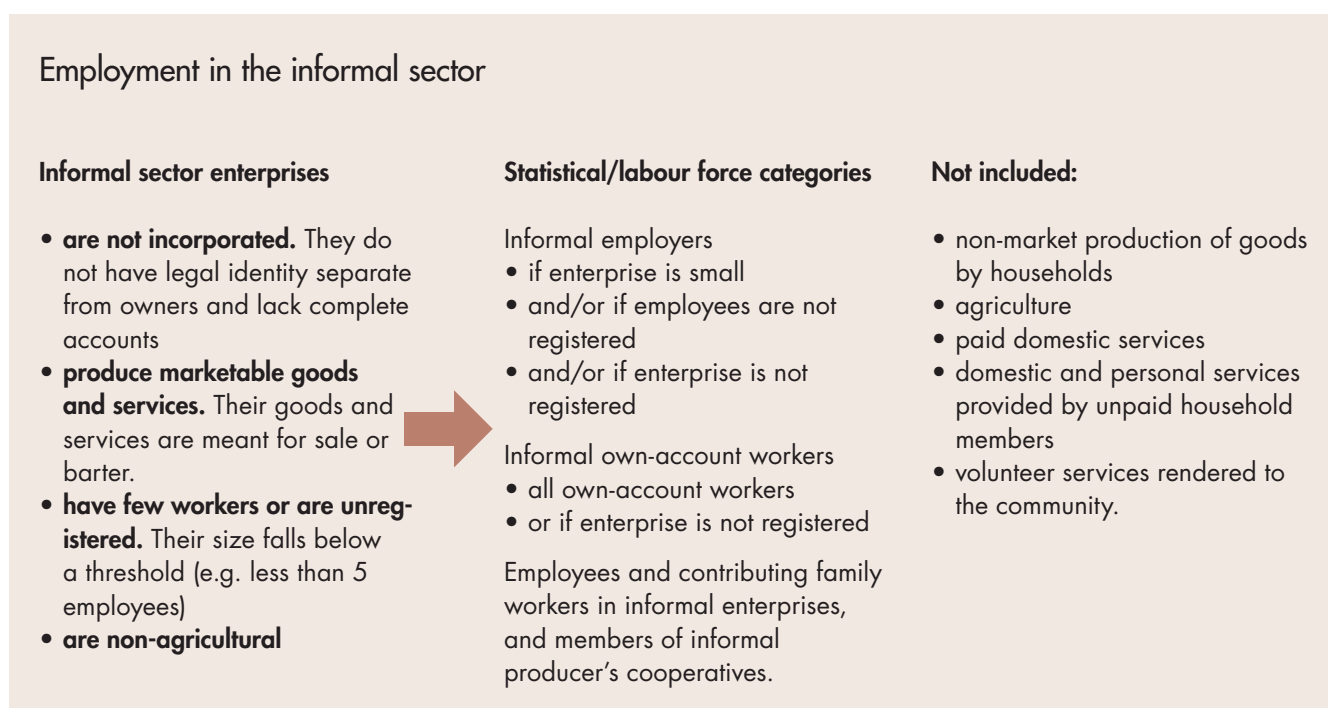 Employment in the informal sector
Informal sector enterprises
• are not incorporated. They do
not have legal identity separate
from owners and lack complete
accounts
• produce marketable goods
and services. Their goods and
services are meant for sale or
barter.
• have few workers or are unreg-
istered. Their size falls below
a threshold (e.g. less than 5
employees)
• are non-agricultural
Statistical/labour force categories
Informal employers
• if enterprise is small
• and/or if employees are not
registered
• and/or if enterprise is not
registered
Informal own-account workers
• all own-account workers
• or if enterprise is not registered
Employees and contributing family
workers in informal enterprises,
and members of informal
producer’s cooperatives.
Not included:
• non-market production of goods
by households
• agriculture
• paid domestic services
• domestic and personal services
provided by unpaid household
members
• volunteer services rendered to
the community.